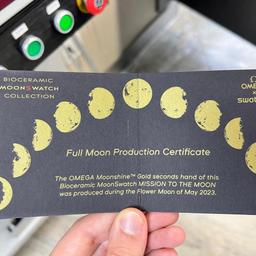 BIOCERAMIC
MOONSWATCH
COLLECTION
OMEGA
X
swatch
Full Moon Production Certificate
The OMEGA Moonshine™ Gold seconds hand of this
Bioceramic MoonSwatch MISSION TO THE MOON
was produced during the Flower Moon of May 2023.